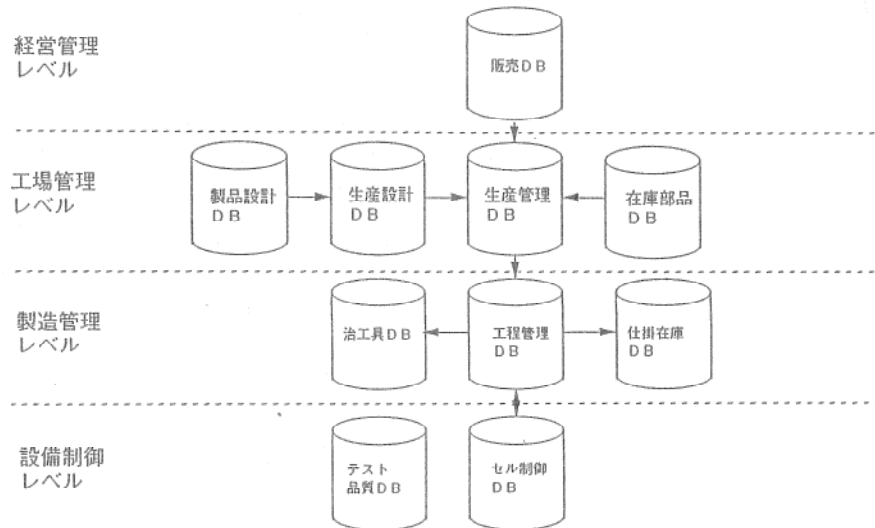 経営管理
レベル
販売DB
工場管理
レベル
製品設計
DB
生産設計
DB
生産管理
DB
在庫部品
DB
製造管理
レベル
治工具DB
工程管理
DB
仕掛在庫
DB
設備制御
レベル
テスト
品質DB
セル制御
DB